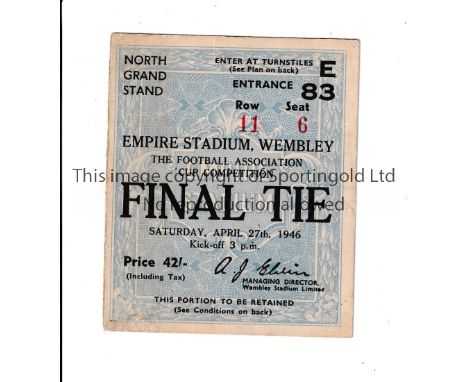 NORTH
GRAND
STAND
ENTER AT TURNSTILES
(See Plan on back)
E
ENTRANCE
83
Row Seat
11 6
EMPIRE STADIUM, WEMBLEY
THE FOOTBALL ASSOCIATION
CUP COMPETITION
This image copyright of Sportingold Limited
FINAL TIE
No reproduction allowed
SATURDAY, APRIL 27th, 1946
Kick-off 3 p.m.
Price 42/-
(Including Tax)
A. J. Elvin
MANAGING DIRECTOR,
Wembley Stadium Limited
THIS PORTION TO BE RETAINED
(See Conditions on back)